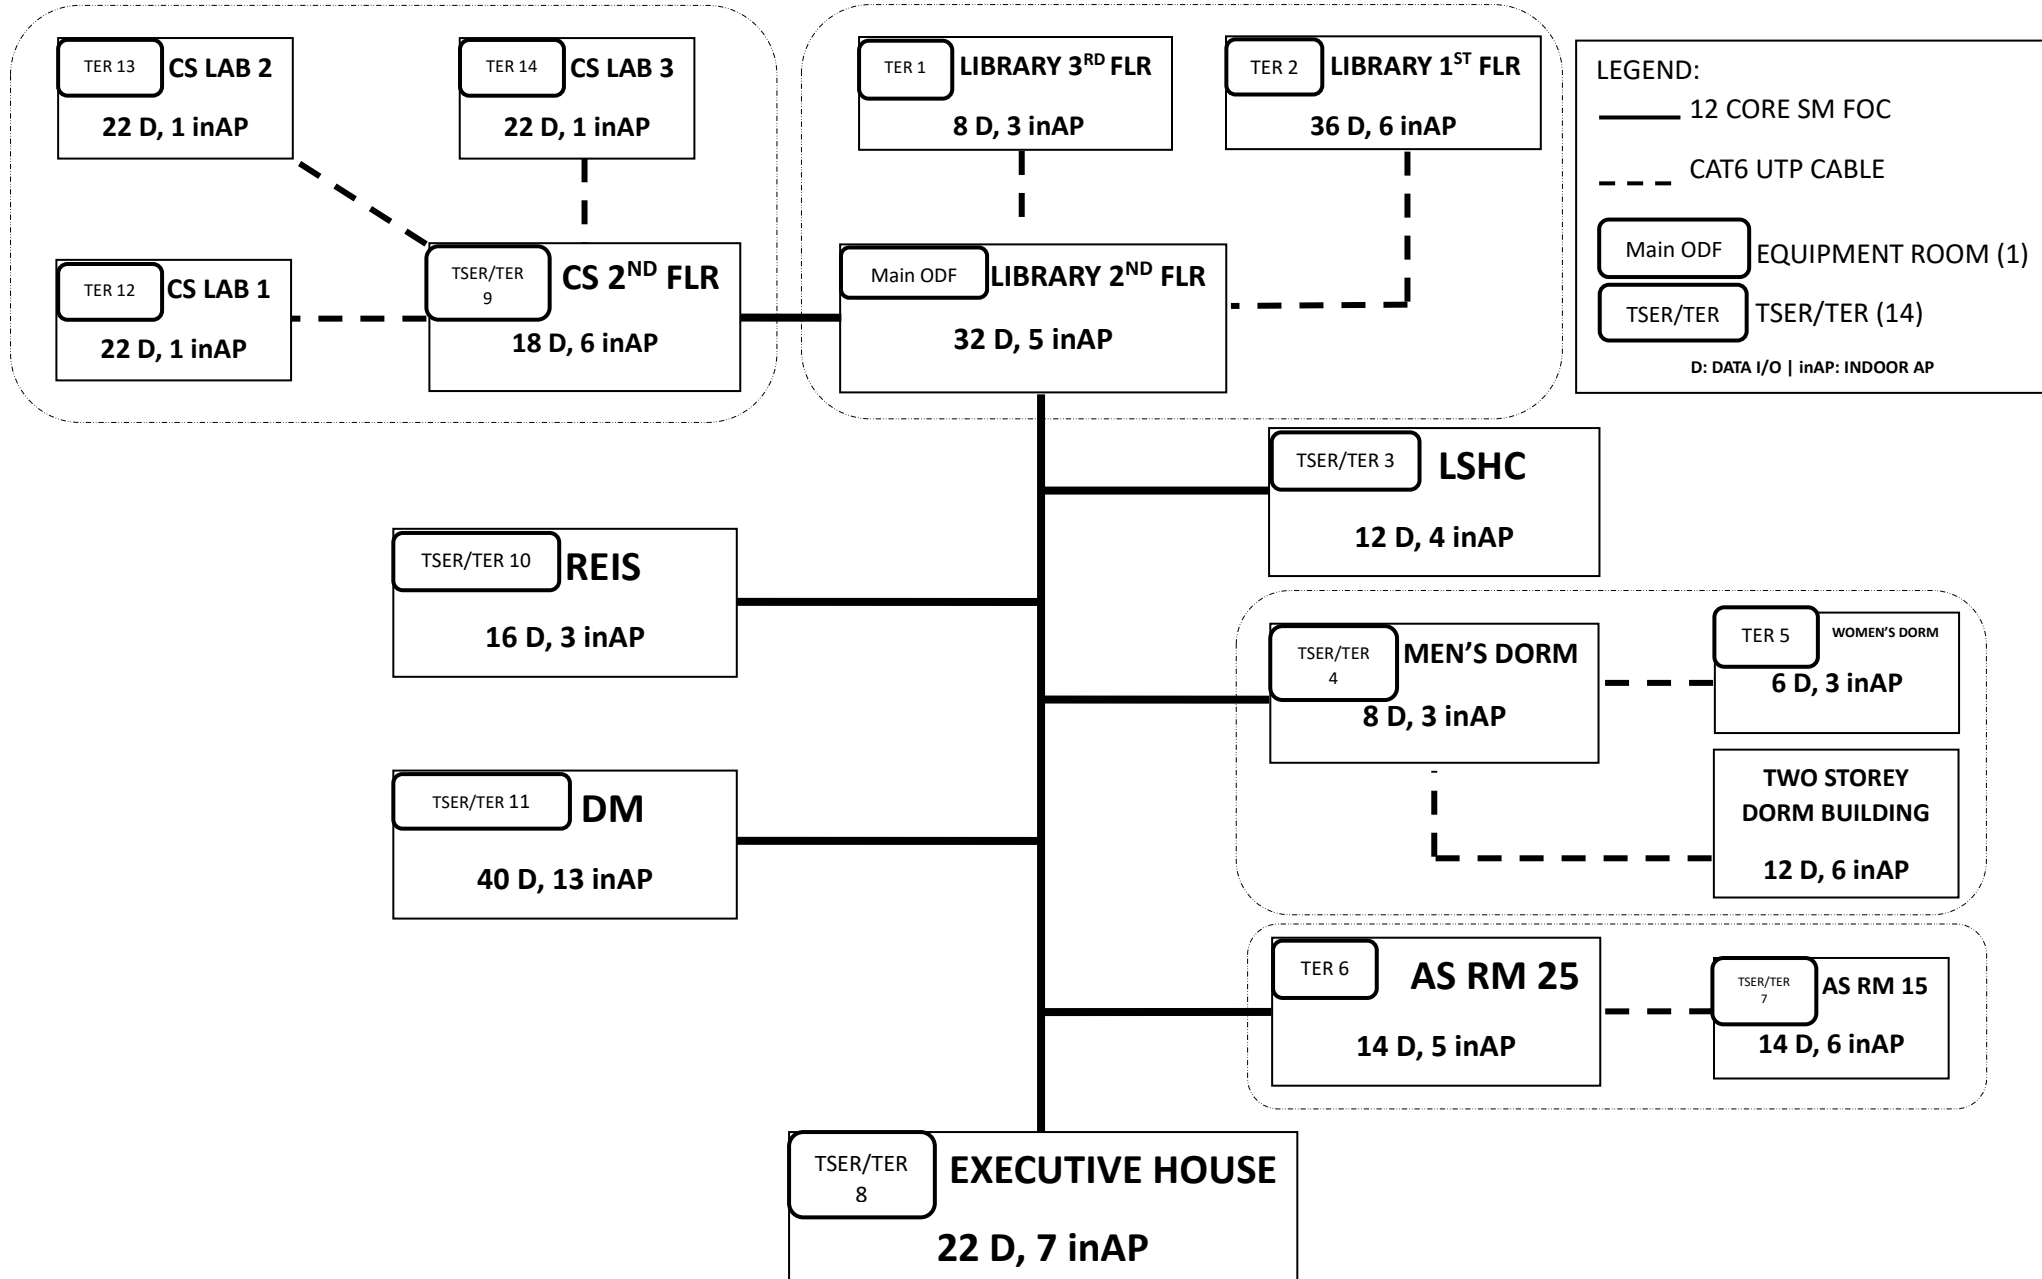 TER 13
CS LAB 2
22 D, 1 inAP
TER 14
CS LAB 3
22 D, 1 inAP
TER 1
LIBRARY 3RD FLR
8 D, 3 inAP
TER 2
LIBRARY 1ST FLR
36 D, 6 inAP
LEGEND:
12 CORE SM FOC
CAT6 UTP CABLE
Main ODF
EQUIPMENT ROOM (1)
TSER/TER
TSER/TER (14)
D: DATA I/O | inAP: INDOOR AP
TER 12
CS LAB 1
22 D, 1 inAP
TSER/TER
9
CS 2ND FLR
18 D, 6 inAP
Main ODF
LIBRARY 2ND FLR
32 D, 5 inAP
TSER/TER 3
LSHC
12 D, 4 inAP
TSER/TER 10
REIS
16 D, 3 inAP
TSER/TER
4
MEN’S DORM
8 D, 3 inAP
TER 5
WOMEN’S DORM
6 D, 3 inAP
TWO STOREY
DORM BUILDING
12 D, 6 inAP
TSER/TER 11
DM
40 D, 13 inAP
TER 6
AS RM 25
14 D, 5 inAP
TSER/TER
7
AS RM 15
14 D, 6 inAP
TSER/TER
8
EXECUTIVE HOUSE
22 D, 7 inAP